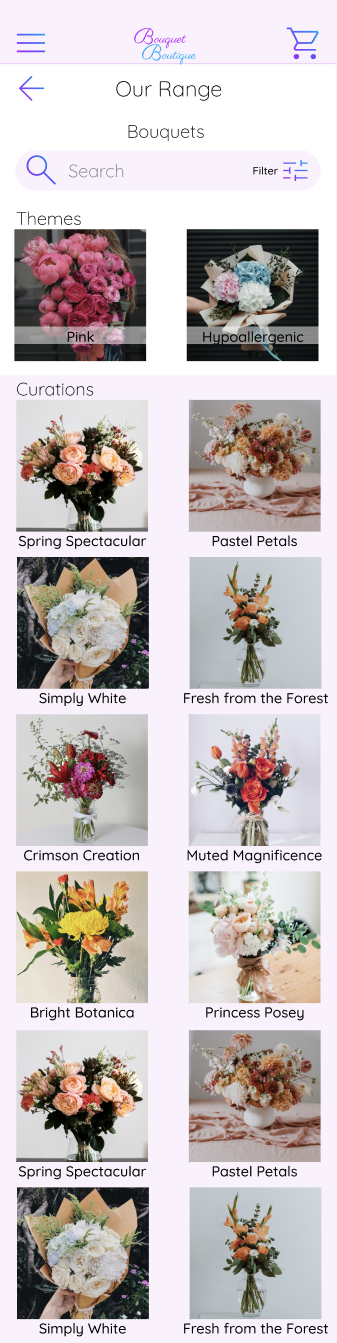 Bouquet
Boutique
Our Range
Bouquets
Search
Filter
Themes
Pink
Hypoallergenic
Curations
Spring Spectacular
Pastel Petals
Simply White
Fresh from the Forest
Crimson Creation
Muted Magnificence
Bright Botanica
Princess Posey
Spring Spectacular
Pastel Petals
Simply White
Fresh from the Forest